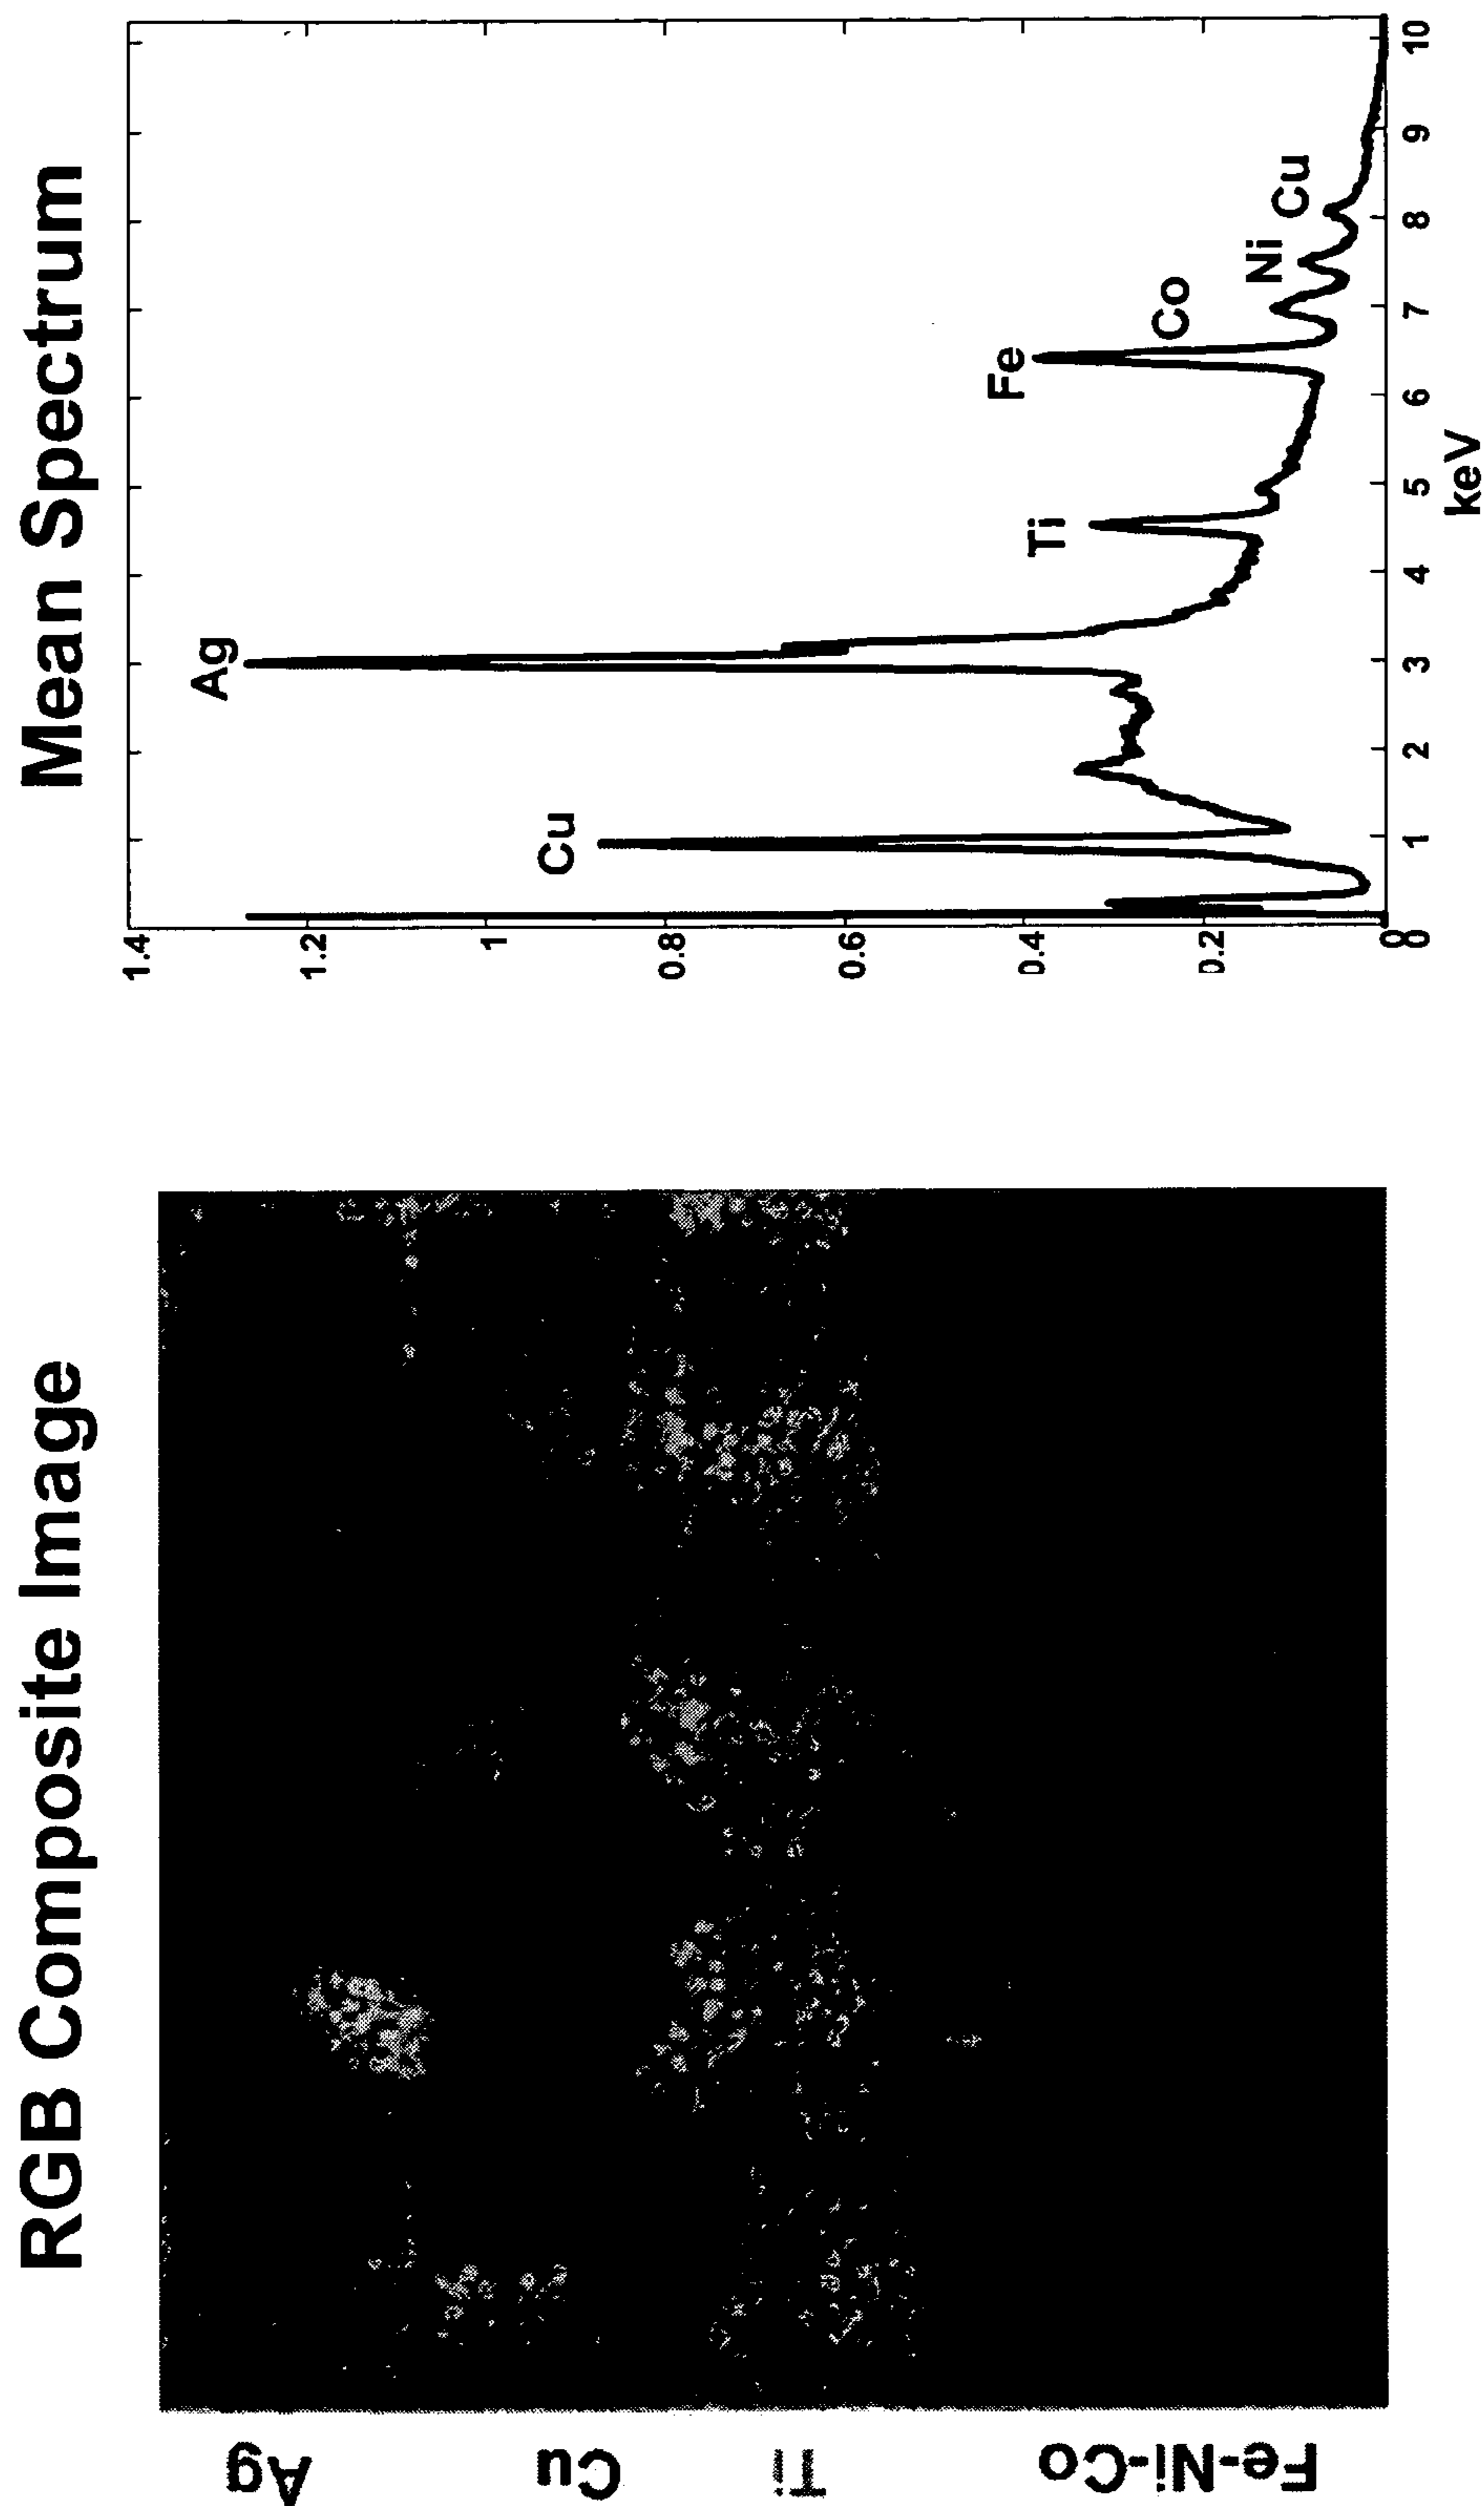 RGB Composite Image
Ag
Cu
Ti
Fe-Ni-Co
Mean Spectrum
1.4
1.2
1
0.8
0.6
0.4
0.2
0
0 1 2 3 4 5 6 7 8 9 10
keV
Cu
Ag
Ti
Fe
Co
Ni
Cu